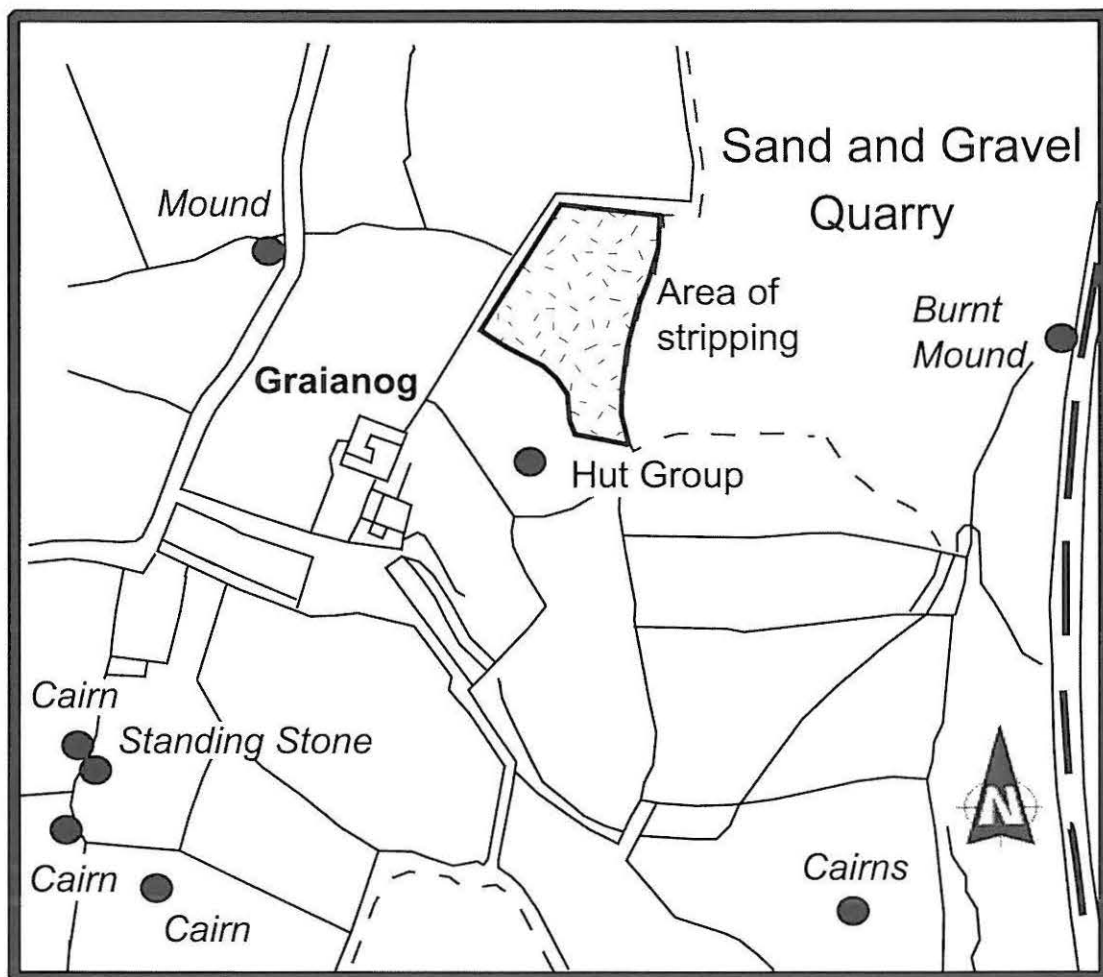 Sand and Gravel
Quarry
Mound
Area of
stripping
Burnt
Mound
Graianog
Hut Group
Cairn
Standing Stone
N
Cairn
Cairn
Cairns